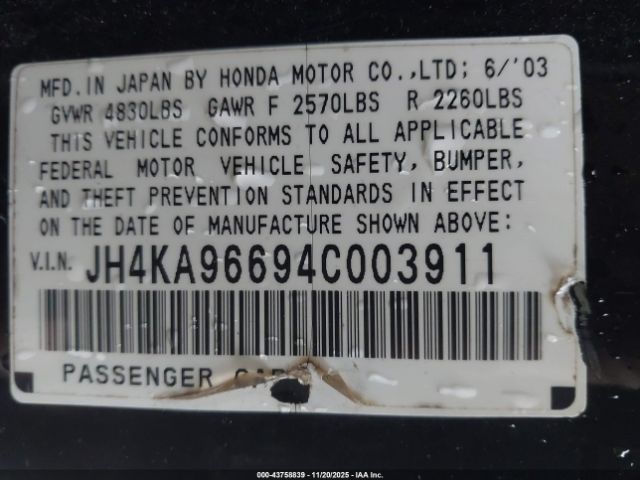 MFD.IN JAPAN BY HONDA MOTOR CO.,LTD; 6/'03
GVWR 4830LBS GAWR F 2570LBS R 2260LBS
THIS VEHICLE CONFORMS TO ALL APPLICABLE
FEDERAL MOTOR VEHICLE SAFETY, BUMPER,
AND THEFT PREVENTION STANDARDS IN EFFECT
ON THE DATE OF MANUFACTURE SHOWN ABOVE:
V.I.N. JH4KA96694C003911
PASSENGER CAR
000-43758839 - 11/20/2025 - IAA Inc.